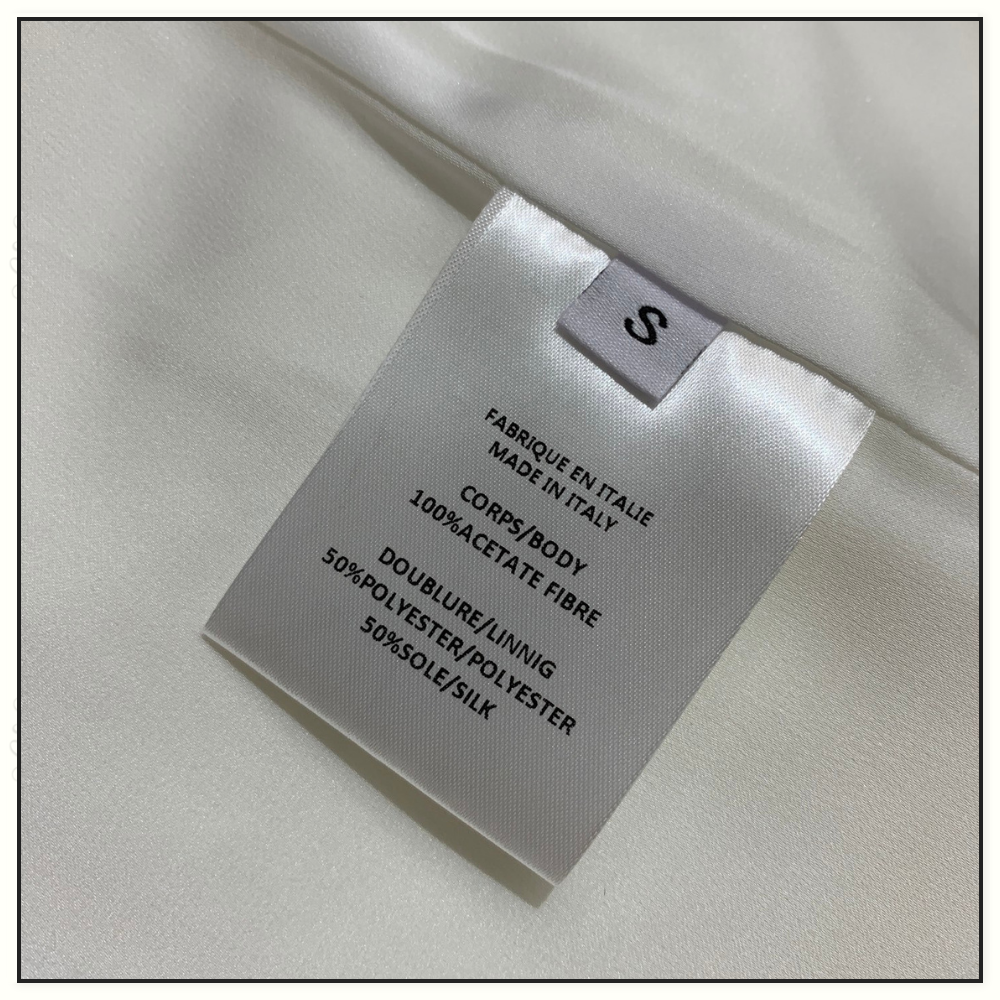 S
FABRIQUE EN ITALIE
MADE IN ITALY
CORPS/BODY
100%ACETATE FIBRE
DOUBLURE/LINNIG
50%POLYESTER/POLYESTER
50%SOLE/SILK